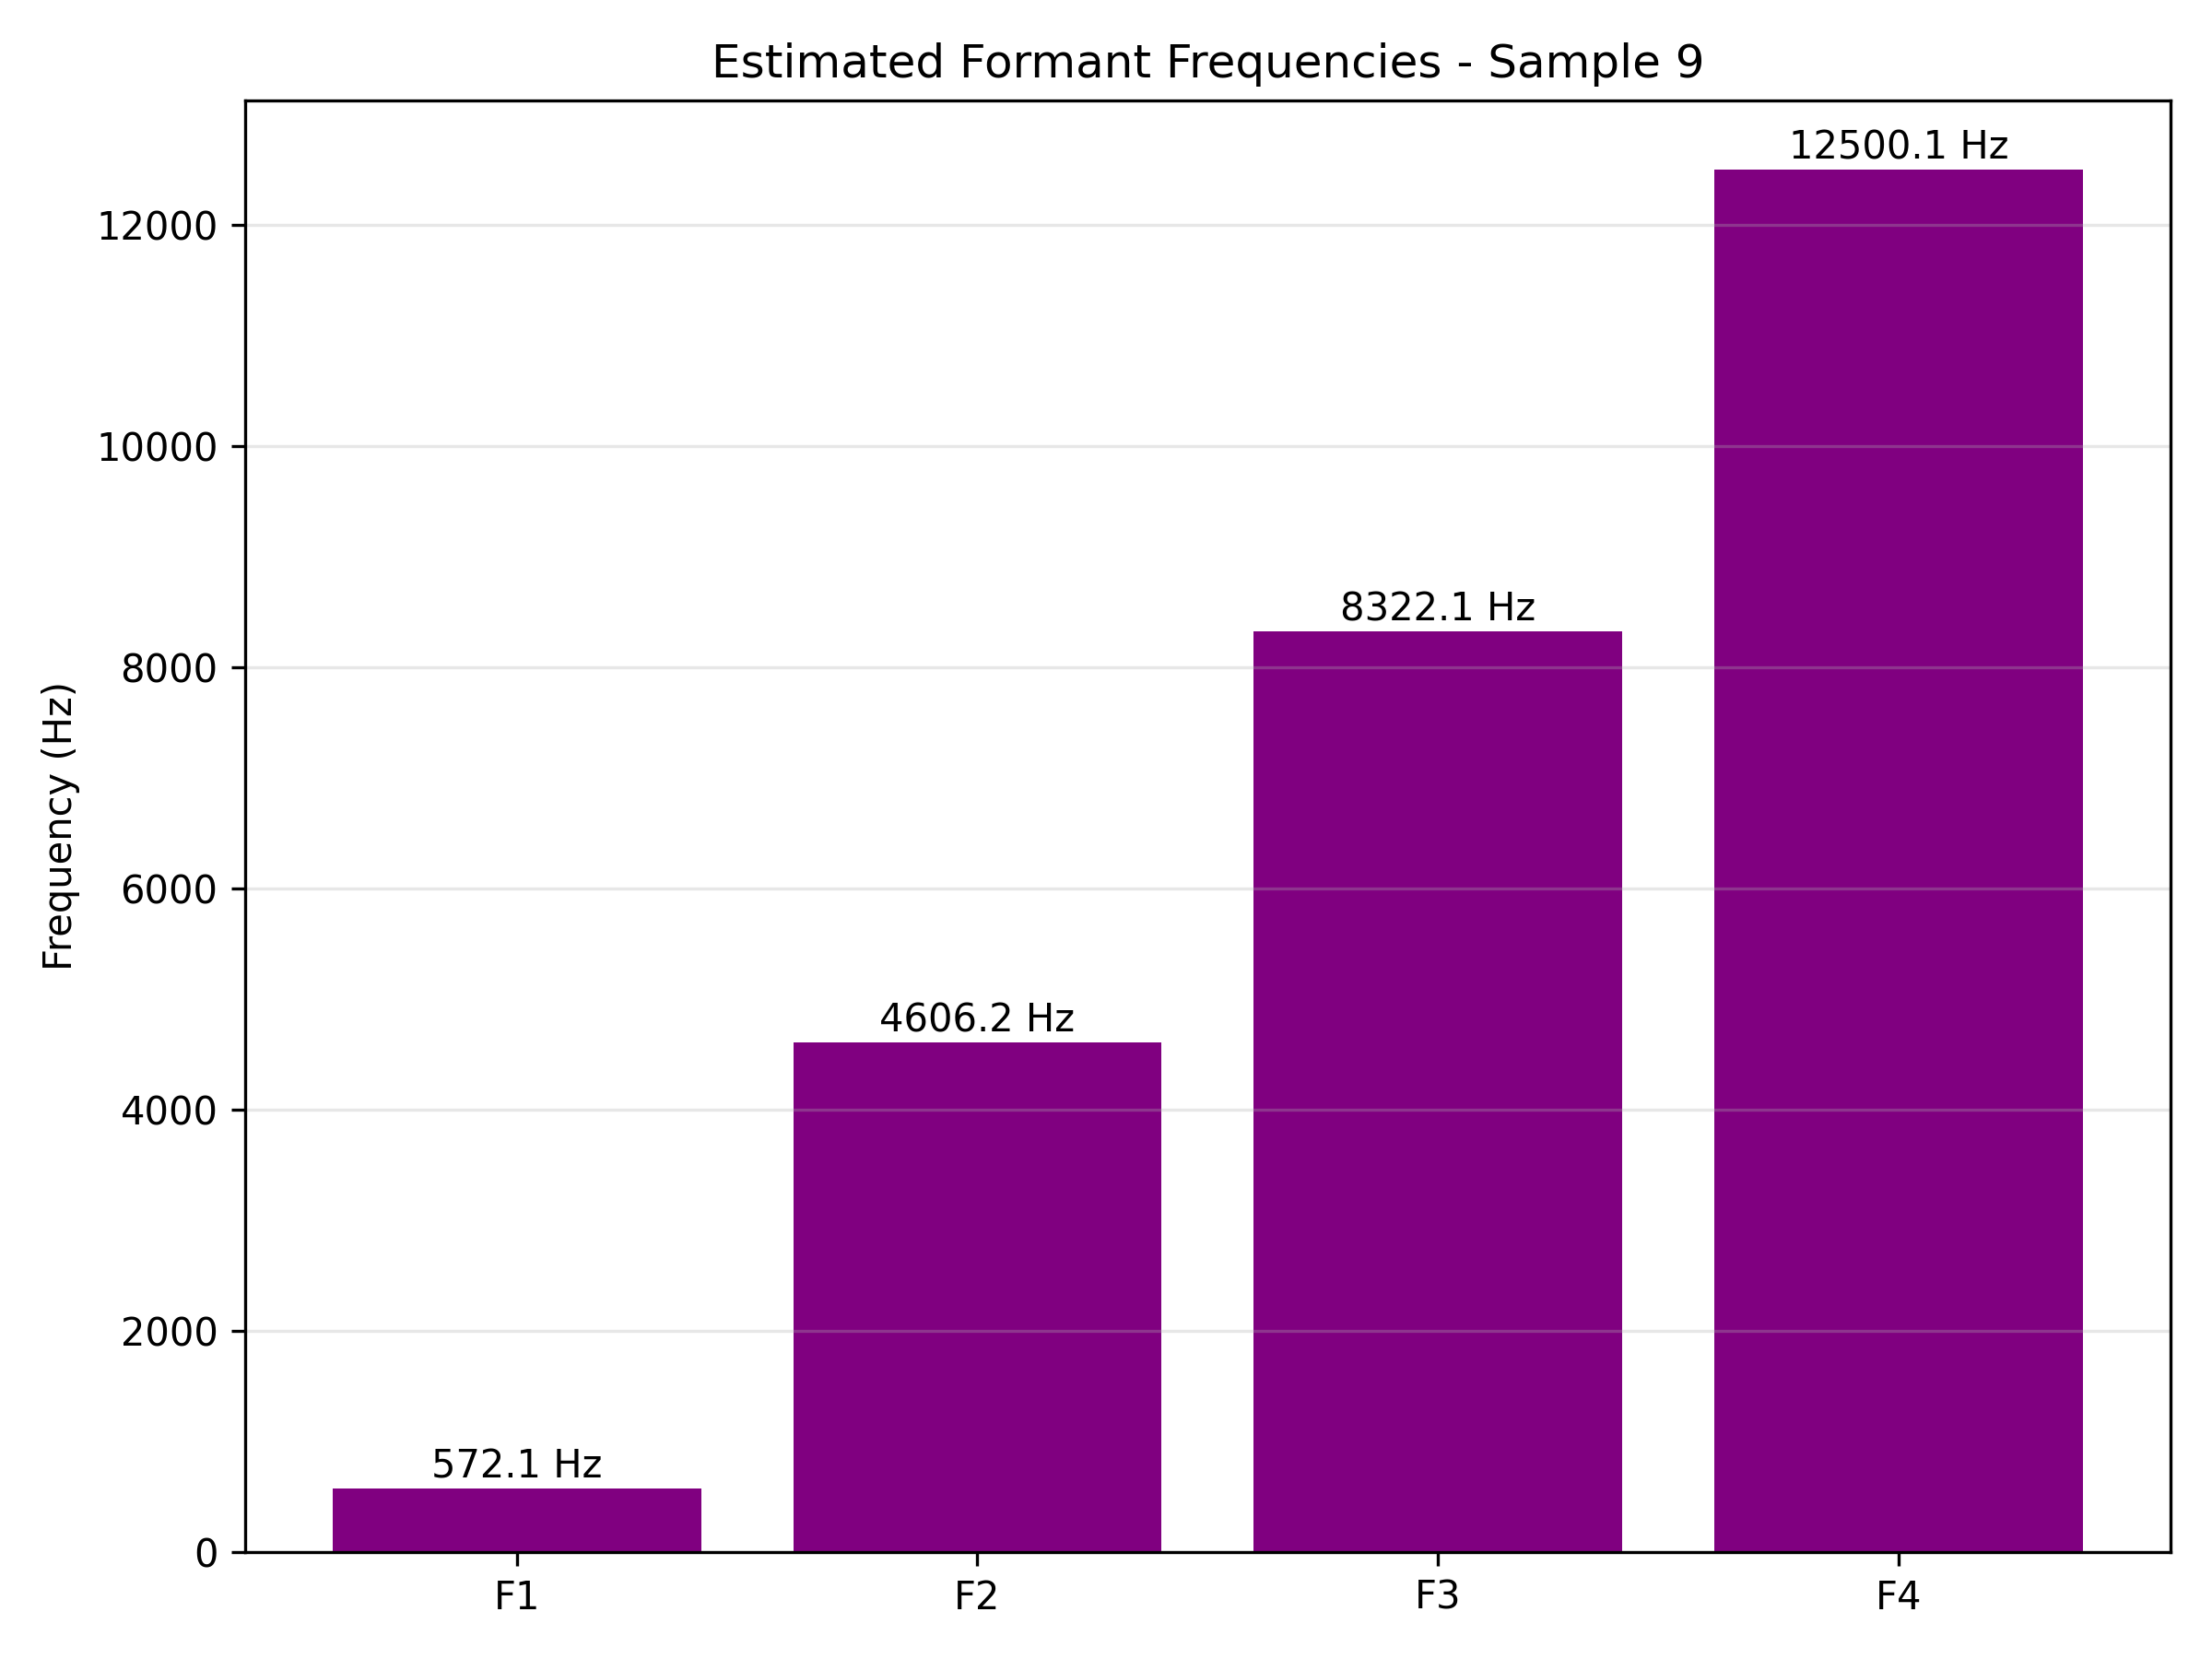 Estimated Formant Frequencies - Sample 9
12500.1 Hz
12000
10000
8322.1 Hz
8000
Frequency (Hz)
6000
4606.2 Hz
4000
2000
572.1 Hz
0
F1 F2 F3 F4